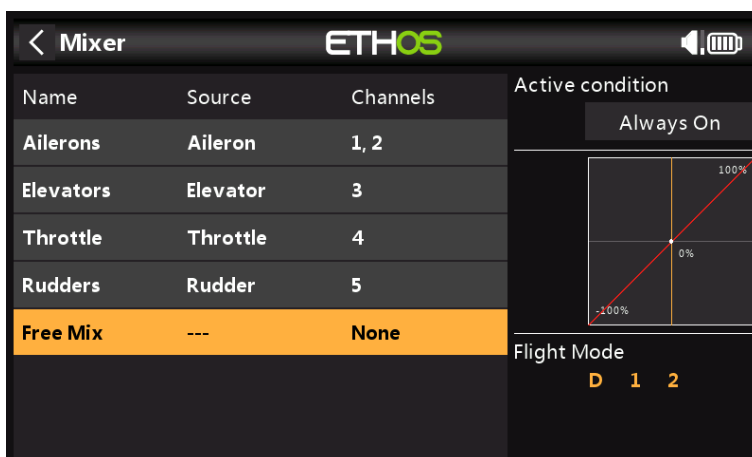 Mixer ETHOS
Name Source Channels
Ailerons Aileron 1, 2
Elevators Elevator 3
Throttle Throttle 4
Rudders Rudder 5
Free Mix --- None
Active condition
Always On
100%
0%
-100%
Flight Mode
D 1 2